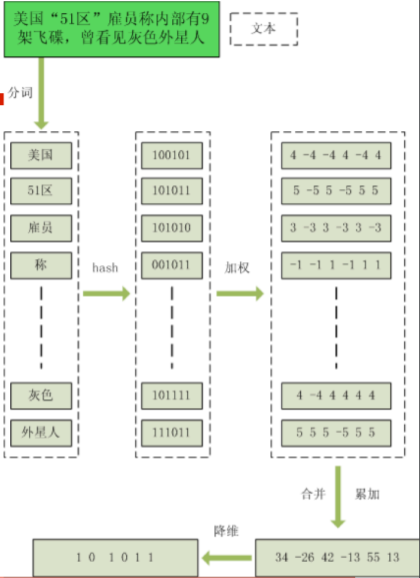 美国“51区”雇员称内部有9
架飞碟，曾看见灰色外星人
文本
分词
美国
100101
4 -4 -4 4 -4 4
51区
101011
5 -5 5 -5 5 5
雇员
101010
3 -3 3 -3 3 -3
称
001011
-1 -1 1 -1 1 1
hash
加权
灰色
101111
4 -4 4 4 4 4
外星人
111011
5 5 5 -5 5 5
合并
累加
降维
1 0 1 0 1 1
34 -26 42 -13 55 13